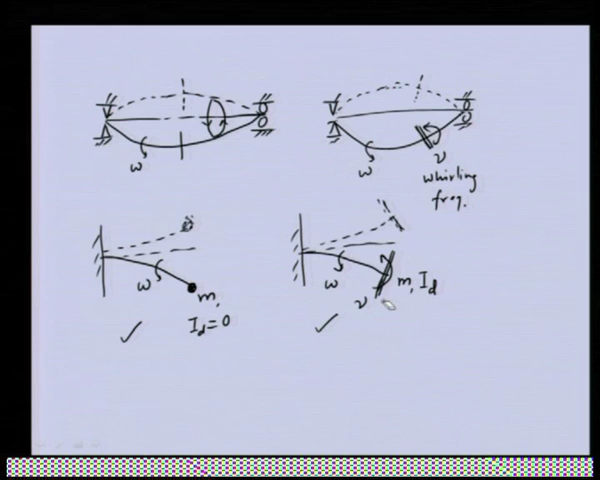 ω
ω
ν
whirling
freq.
ω
m,
I_d = 0
ω
ν
m, I_d